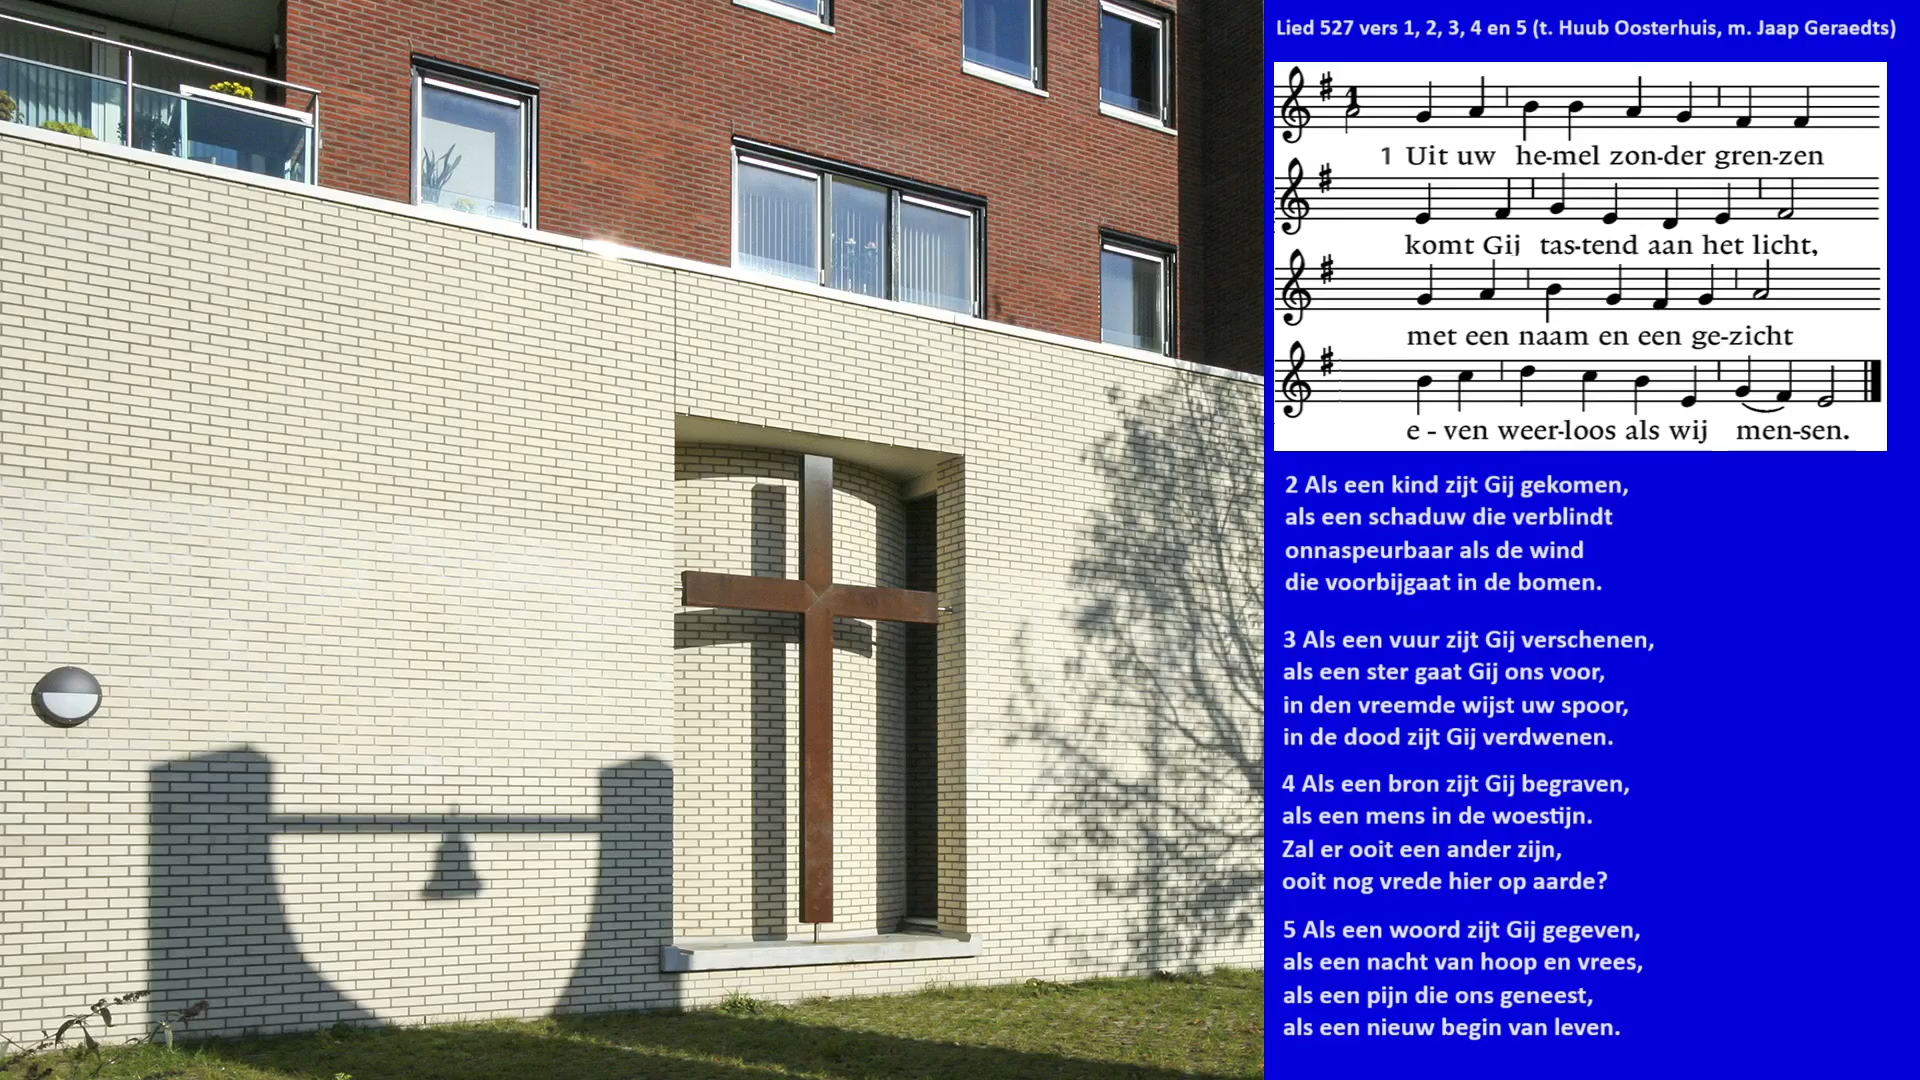 Lied 527 vers 1, 2, 3, 4 en 5 (t. Huub Oosterhuis, m. Jaap Geraedts)
1 Uit uw he-mel zon-der gren-zen
komt Gij tas-tend aan het licht,
met een naam en een ge-zicht
e - ven weer-loos als wij men-sen.
2 Als een kind zijt Gij gekomen,
als een schaduw die verblindt
onnaspeurbaar als de wind
die voorbijgaat in de bomen.
3 Als een vuur zijt Gij verschenen,
als een ster gaat Gij ons voor,
in den vreemde wijst uw spoor,
in de dood zijt Gij verdwenen.
4 Als een bron zijt Gij begraven,
als een mens in de woestijn.
Zal er ooit een ander zijn,
ooit nog vrede hier op aarde?
5 Als een woord zijt Gij gegeven,
als een nacht van hoop en vrees,
als een pijn die ons geneest,
als een nieuw begin van leven.